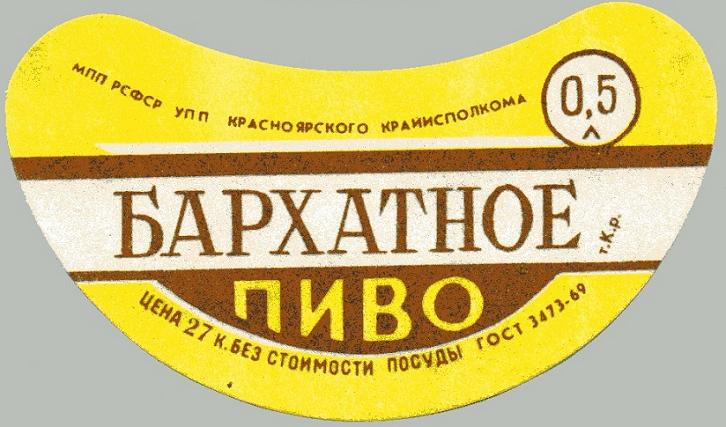 МПП РСФСР УПП КРАСНОЯРСКОГО КРАЙИСПОЛКОМА
0,5
Л
БАРХАТНОЕ
т.К.р.
ПИВО
ЦЕНА 27 К. БЕЗ СТОИМОСТИ ПОСУДЫ ГОСТ 3473-69